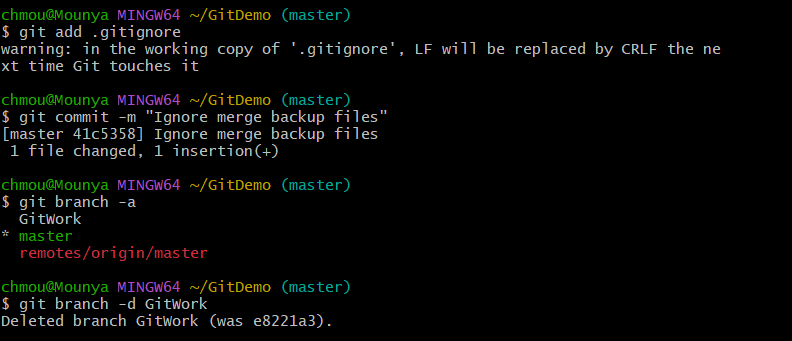 chmou@Mounya MINGW64 ~/GitDemo (master)
$ git add .gitignore
warning: in the working copy of '.gitignore', LF will be replaced by CRLF the ne
xt time Git touches it
chmou@Mounya MINGW64 ~/GitDemo (master)
$ git commit -m "Ignore merge backup files"
[master 41c5358] Ignore merge backup files
 1 file changed, 1 insertion(+)
chmou@Mounya MINGW64 ~/GitDemo (master)
$ git branch -a
  GitWork
* master
  remotes/origin/master
chmou@Mounya MINGW64 ~/GitDemo (master)
$ git branch -d GitWork
Deleted branch GitWork (was e8221a3).